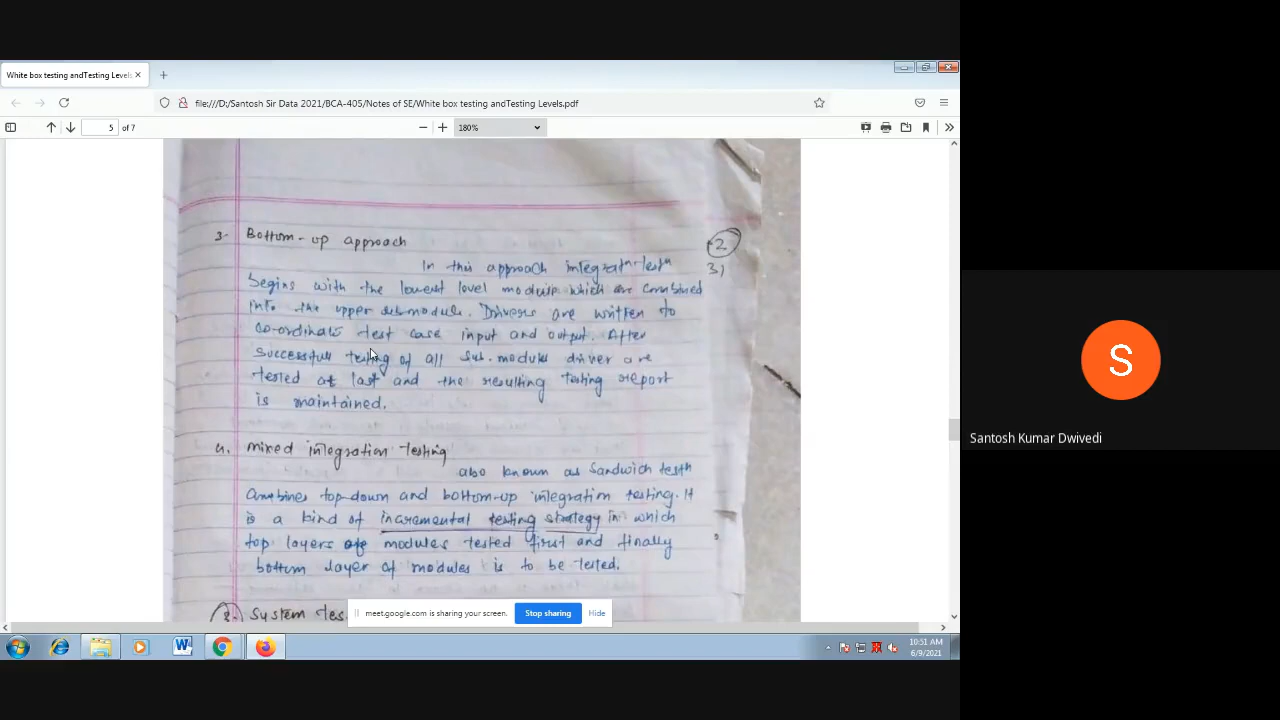 White box testing andTesting Levels
file:///D:/Santosh Sir Data 2021/BCA-405/Notes of SE/White box testing andTesting Levels.pdf
5 of 7
180%
3- Bottom-up approach
2
In this approach
3)
begins with the lowest level which are combined
into the upper submodule. Drivers are written to
co-ordinate test case input and output. After
successfull testing of all sub-module driver are
tested at last and the resulting testing report
is maintained.
4. mixed integration testing
also known as Sandwich
combines top-down and bottom-up integration testing. It
is a kind of incremental testing strategy in which
top layers of modules tested first and finally
bottom layer of modules is to be tested.
3. System tes
meet.google.com is sharing your screen.
Stop sharing
Hide
S
Santosh Kumar Dwivedi
10:51 AM
6/9/2021